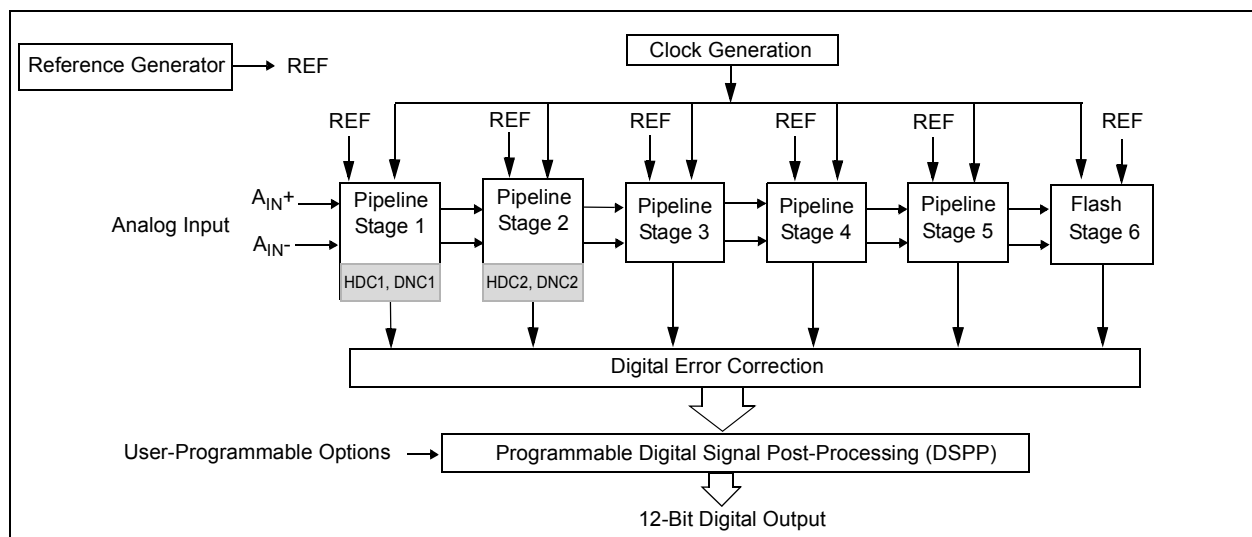 Clock Generation
Reference Generator
REF
REF
REF
REF
REF
REF
REF
Analog Input
AIN+
AIN-
Pipeline
Stage 1
HDC1, DNC1
Pipeline
Stage 2
HDC2, DNC2
Pipeline
Stage 3
Pipeline
Stage 4
Pipeline
Stage 5
Flash
Stage 6
Digital Error Correction
User-Programmable Options
Programmable Digital Signal Post-Processing (DSPP)
12-Bit Digital Output